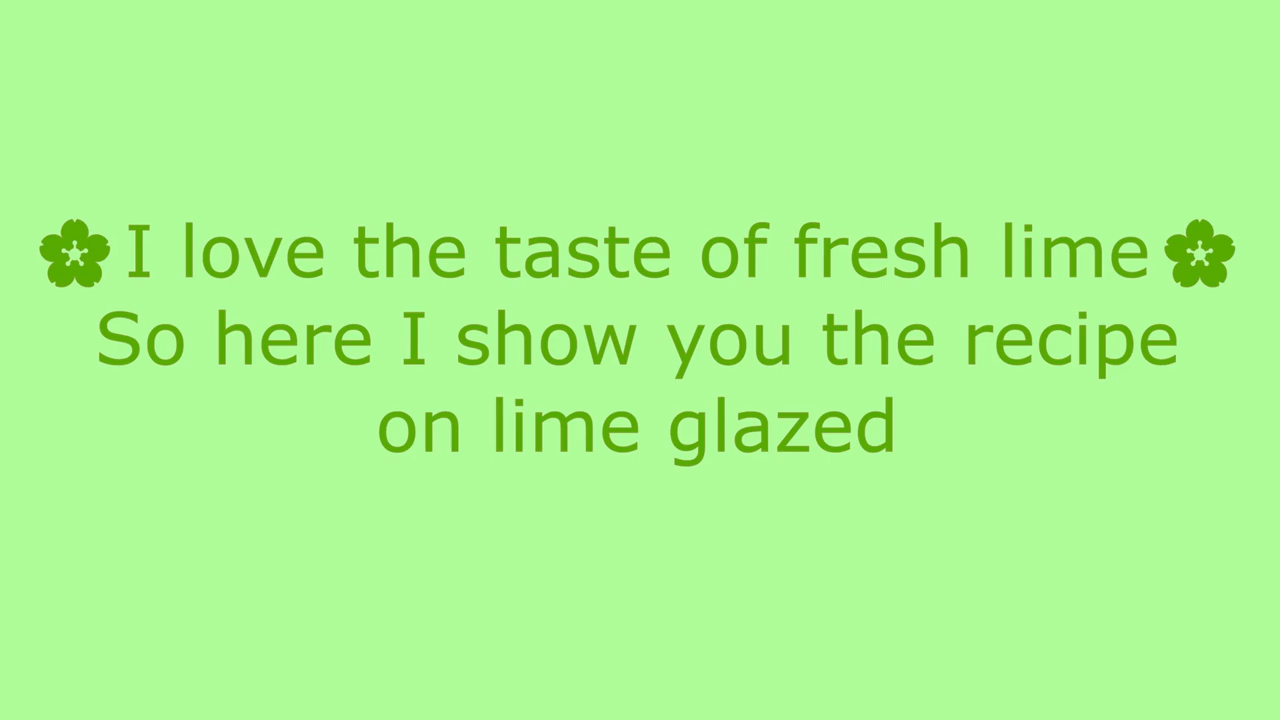 I love the taste of fresh lime
So here I show you the recipe
on lime glazed